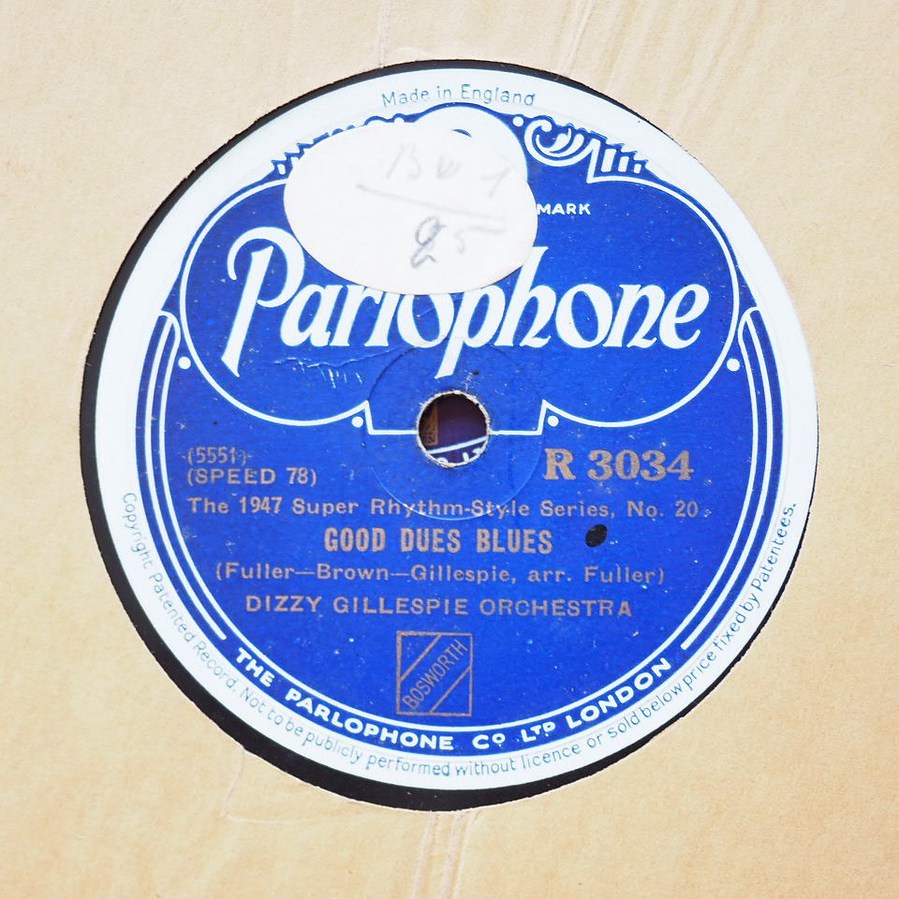 Made in England
MARK
Parlophone
(5551)
(SPEED 78)
R 3034
The 1947 Super Rhythm-Style Series, No. 20.
GOOD DUES BLUES
(Fuller—Brown—Gillespie, arr. Fuller)
DIZZY GILLESPIE ORCHESTRA
BOSWORTH
THE PARLOPHONE CO LTD LONDON
Copyright Patented Record. Not to be publicly performed without licence or sold below price fixed by Patentees.